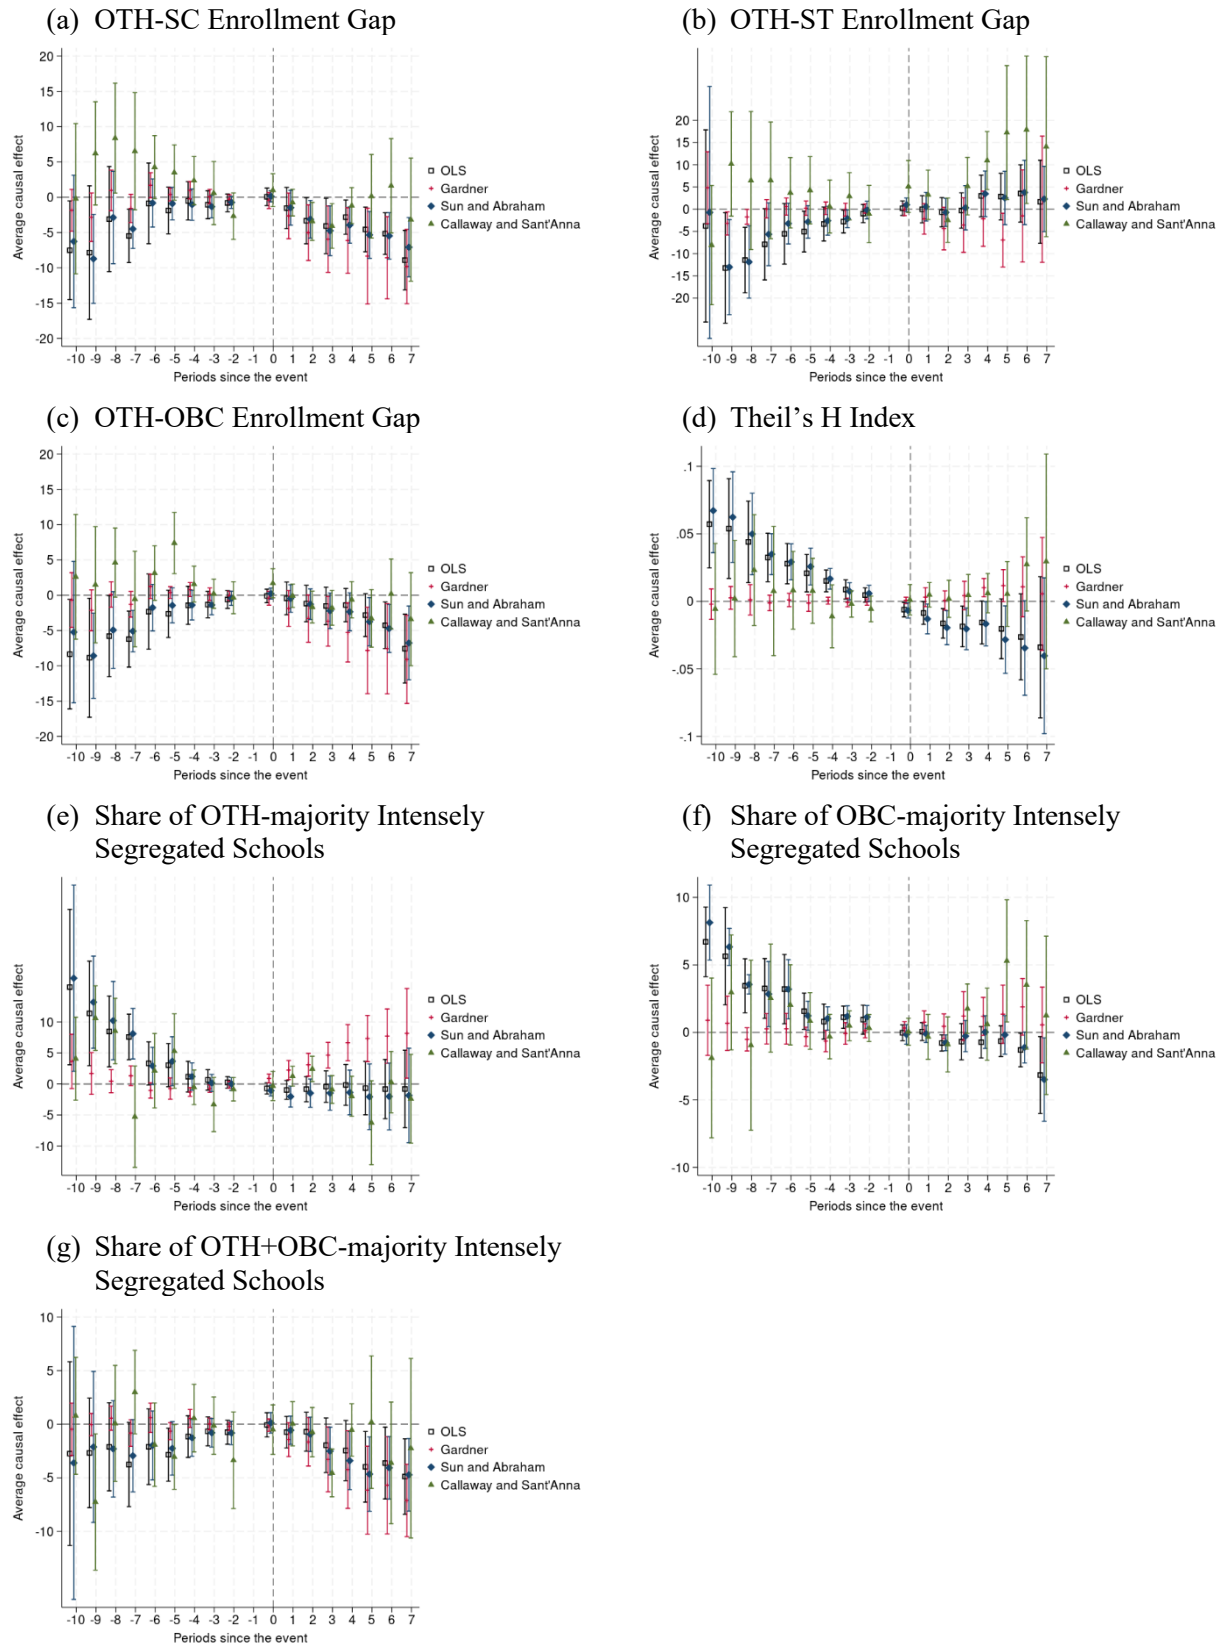 (a) OTH-SC Enrollment Gap
20
15
10
5
0
-5
-10
-15
-20
Average causal effect
-10 -9 -8 -7 -6 -5 -4 -3 -2 -1 0 1 2 3 4 5 6 7
Periods since the event
OLS
Gardner
Sun and Abraham
Callaway and Sant'Anna
(b) OTH-ST Enrollment Gap
20
15
10
5
0
-5
-10
-15
-20
Average causal effect
-10 -9 -8 -7 -6 -5 -4 -3 -2 -1 0 1 2 3 4 5 6 7
Periods since the event
OLS
Gardner
Sun and Abraham
Callaway and Sant'Anna
(c) OTH-OBC Enrollment Gap
20
15
10
5
0
-5
-10
-15
-20
Average causal effect
-10 -9 -8 -7 -6 -5 -4 -3 -2 -1 0 1 2 3 4 5 6 7
Periods since the event
OLS
Gardner
Sun and Abraham
Callaway and Sant'Anna
(d) Theil’s H Index
.1
.05
0
-.05
-.1
Average causal effect
-10 -9 -8 -7 -6 -5 -4 -3 -2 -1 0 1 2 3 4 5 6 7
Periods since the event
OLS
Gardner
Sun and Abraham
Callaway and Sant'Anna
(e) Share of OTH-majority Intensely
Segregated Schools
10
5
0
-5
-10
Average causal effect
-10 -9 -8 -7 -6 -5 -4 -3 -2 -1 0 1 2 3 4 5 6 7
Periods since the event
OLS
Gardner
Sun and Abraham
Callaway and Sant'Anna
(f) Share of OBC-majority Intensely
Segregated Schools
10
5
0
-5
-10
Average causal effect
-10 -9 -8 -7 -6 -5 -4 -3 -2 -1 0 1 2 3 4 5 6 7
Periods since the event
OLS
Gardner
Sun and Abraham
Callaway and Sant'Anna
(g) Share of OTH+OBC-majority Intensely
Segregated Schools
10
5
0
-5
-10
Average causal effect
-10 -9 -8 -7 -6 -5 -4 -3 -2 -1 0 1 2 3 4 5 6 7
Periods since the event
OLS
Gardner
Sun and Abraham
Callaway and Sant'Anna